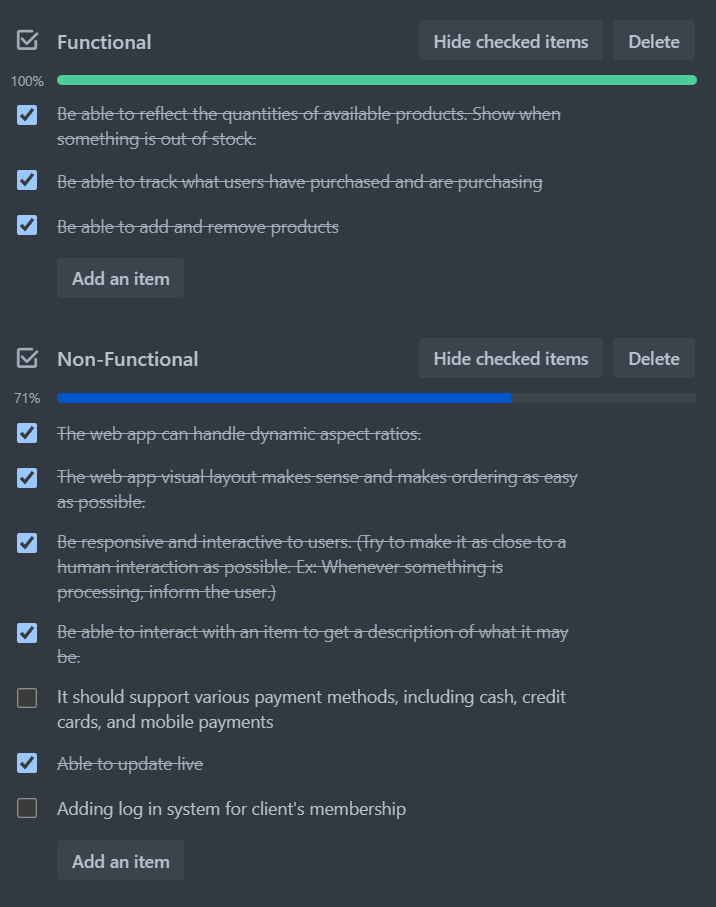 Functional
Hide checked items
Delete
100%
Be able to reflect the quantities of available products. Show when
something is out of stock.
Be able to track what users have purchased and are purchasing
Be able to add and remove products
Add an item
Non-Functional
Hide checked items
Delete
71%
The web app can handle dynamic aspect ratios.
The web app visual layout makes sense and makes ordering as easy
as possible.
Be responsive and interactive to users. (Try to make it as close to a
human interaction as possible. Ex: Whenever something is
processing, inform the user.)
Be able to interact with an item to get a description of what it may
be.
It should support various payment methods, including cash, credit
cards, and mobile payments
Able to update live
Adding log in system for client's membership
Add an item